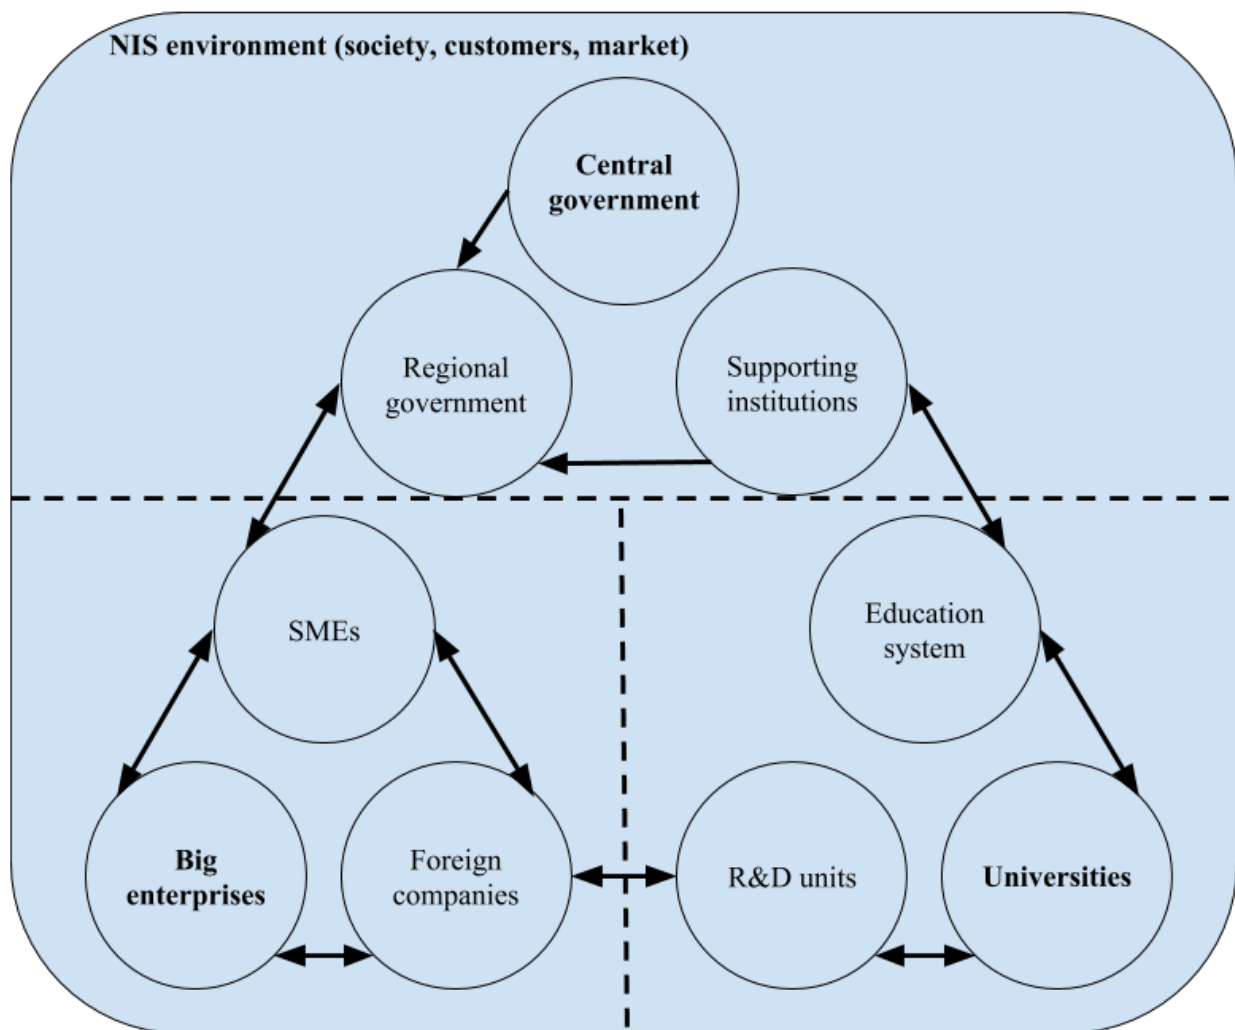 NIS environment (society, customers, market)
Central
government
Regional
government
Supporting
institutions
SMEs
Education
system
Big
enterprises
Foreign
companies
R&D units
Universities